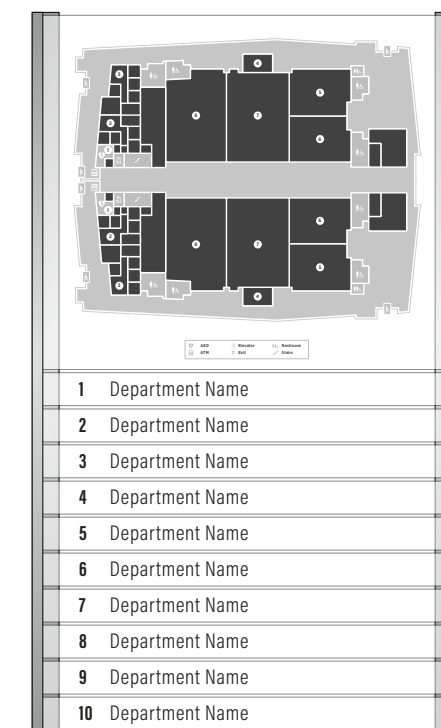 AED Elevator Restroom
ATM Exit Stairs
1 Department Name
2 Department Name
3 Department Name
4 Department Name
5 Department Name
6 Department Name
7 Department Name
8 Department Name
9 Department Name
10 Department Name